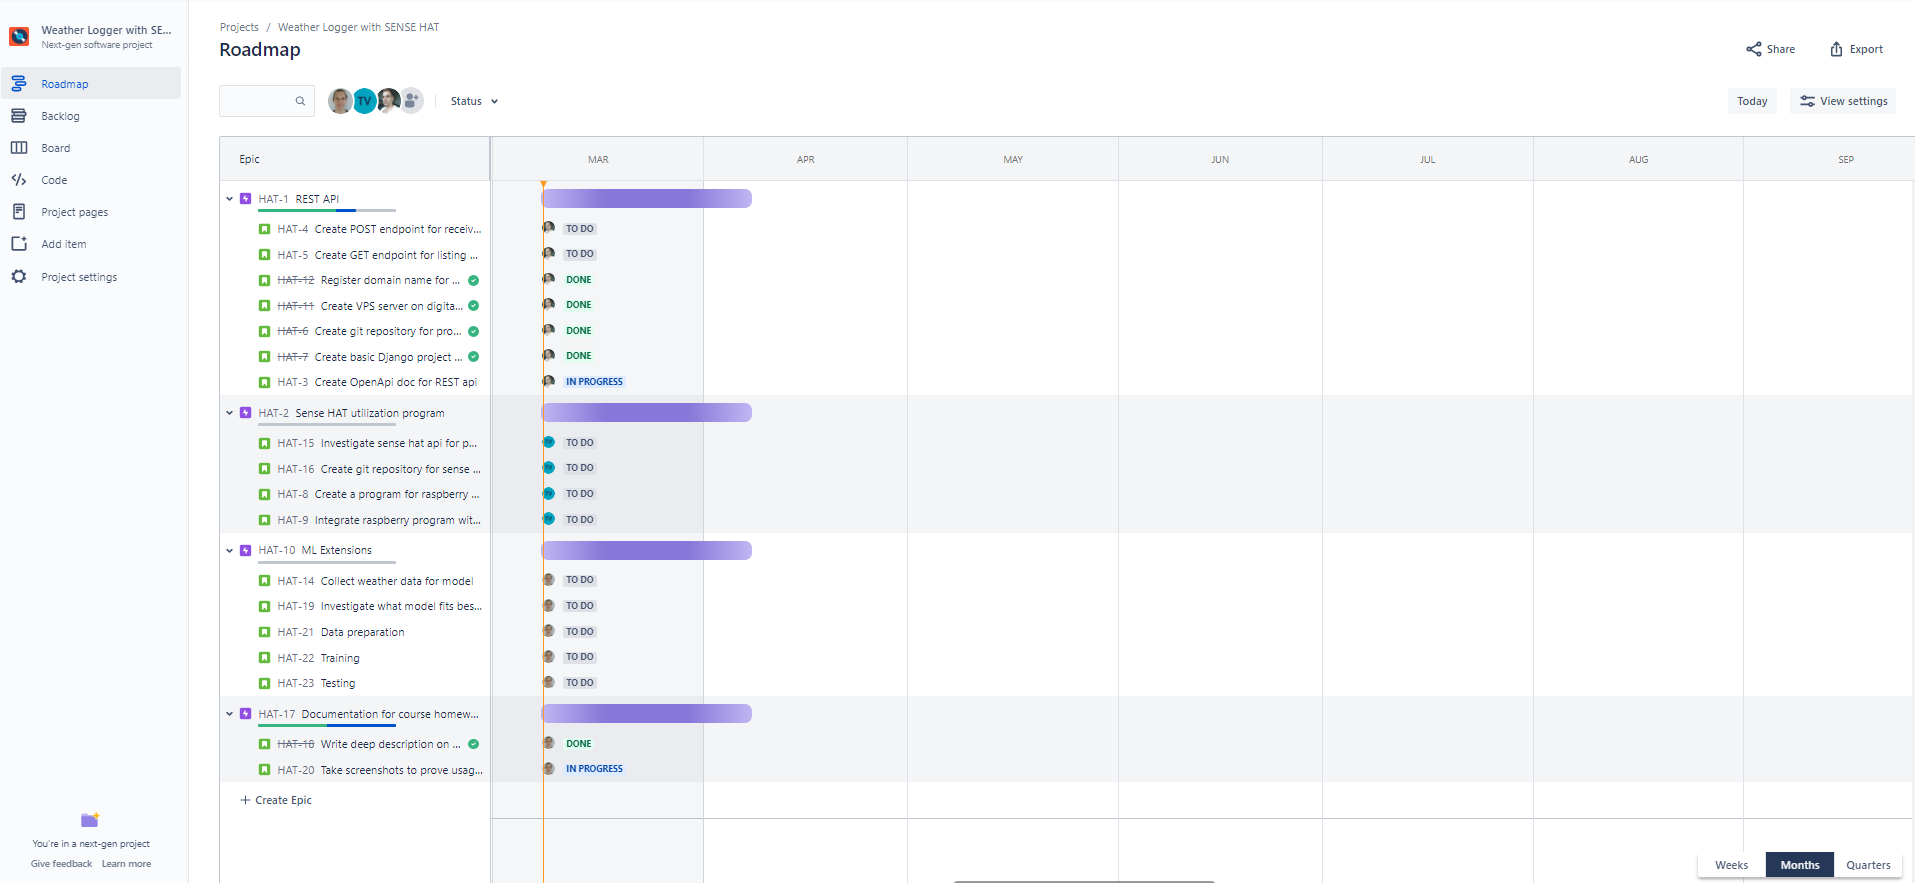 Weather Logger with SE...
Next-gen software project
Roadmap
Backlog
Board
Code
Project pages
Add item
Project settings
You're in a next-gen project
Give feedback Learn more
Projects / Weather Logger with SENSE HAT
Roadmap
Share Export
TV Status
Today View settings
Epic MAR APR MAY JUN JUL AUG SEP
HAT-1 REST API
HAT-4 Create POST endpoint for receiv... TO DO
HAT-5 Create GET endpoint for listing ... TO DO
HAT-12 Register domain name for ... DONE
HAT-11 Create VPS server on digita... DONE
HAT-6 Create git repository for pro... DONE
HAT-7 Create basic Django project ... DONE
HAT-3 Create OpenApi doc for REST api IN PROGRESS
HAT-2 Sense HAT utilization program
HAT-15 Investigate sense hat api for p... TV TO DO
HAT-16 Create git repository for sense ... TV TO DO
HAT-8 Create a program for raspberry ... TV TO DO
HAT-9 Integrate raspberry program wit... TV TO DO
HAT-10 ML Extensions
HAT-14 Collect weather data for model TO DO
HAT-19 Investigate what model fits bes... TO DO
HAT-21 Data preparation TO DO
HAT-22 Training TO DO
HAT-23 Testing TO DO
HAT-17 Documentation for course homew...
HAT-18 Write deep description on ... DONE
HAT-20 Take screenshots to prove usag... IN PROGRESS
+ Create Epic
Weeks Months Quarters